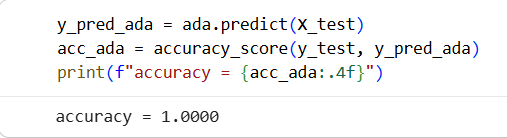 y_pred_ada = ada.predict(X_test)
acc_ada = accuracy_score(y_test, y_pred_ada)
print(f"accuracy = {acc_ada:.4f}")
accuracy = 1.0000